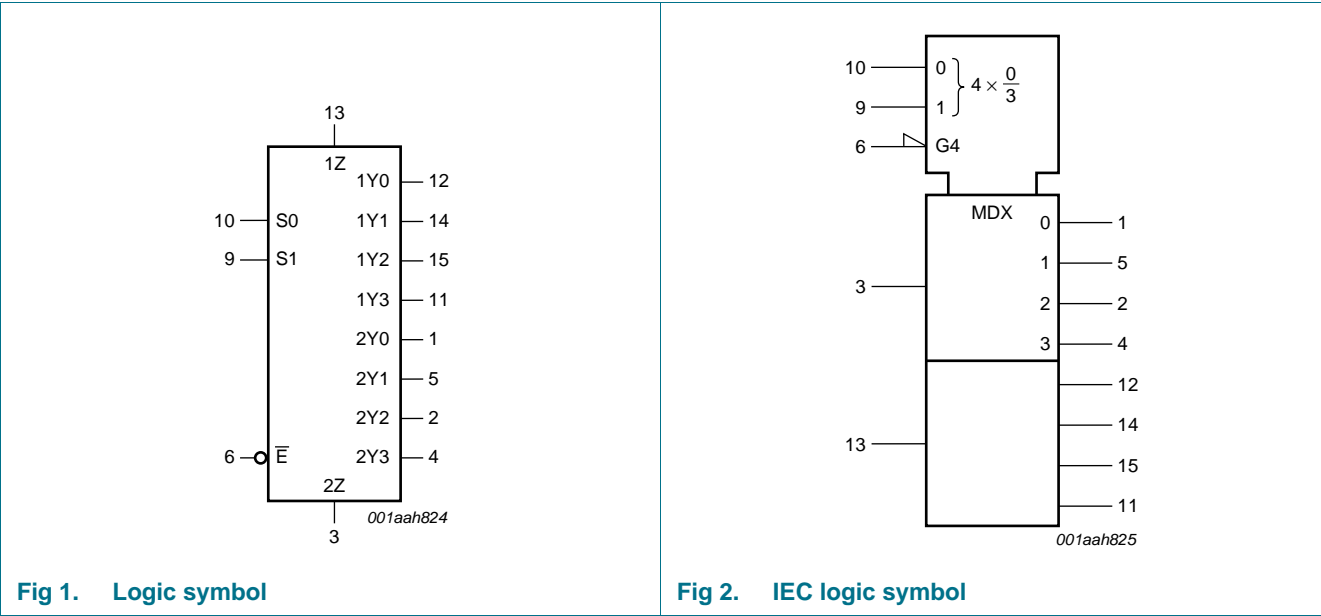 13
1Z
1Y0 12
10 S0 1Y1 14
9 S1 1Y2 15
1Y3 11
2Y0 1
2Y1 5
2Y2 2
6 E̅ 2Y3 4
2Z
001aah824
3
Fig 1. Logic symbol
10 0
4 × 0/3
9 1
6 G4
MDX
0 1
1 5
3
2 2
3 4
12
14
13
15
11
001aah825
Fig 2. IEC logic symbol